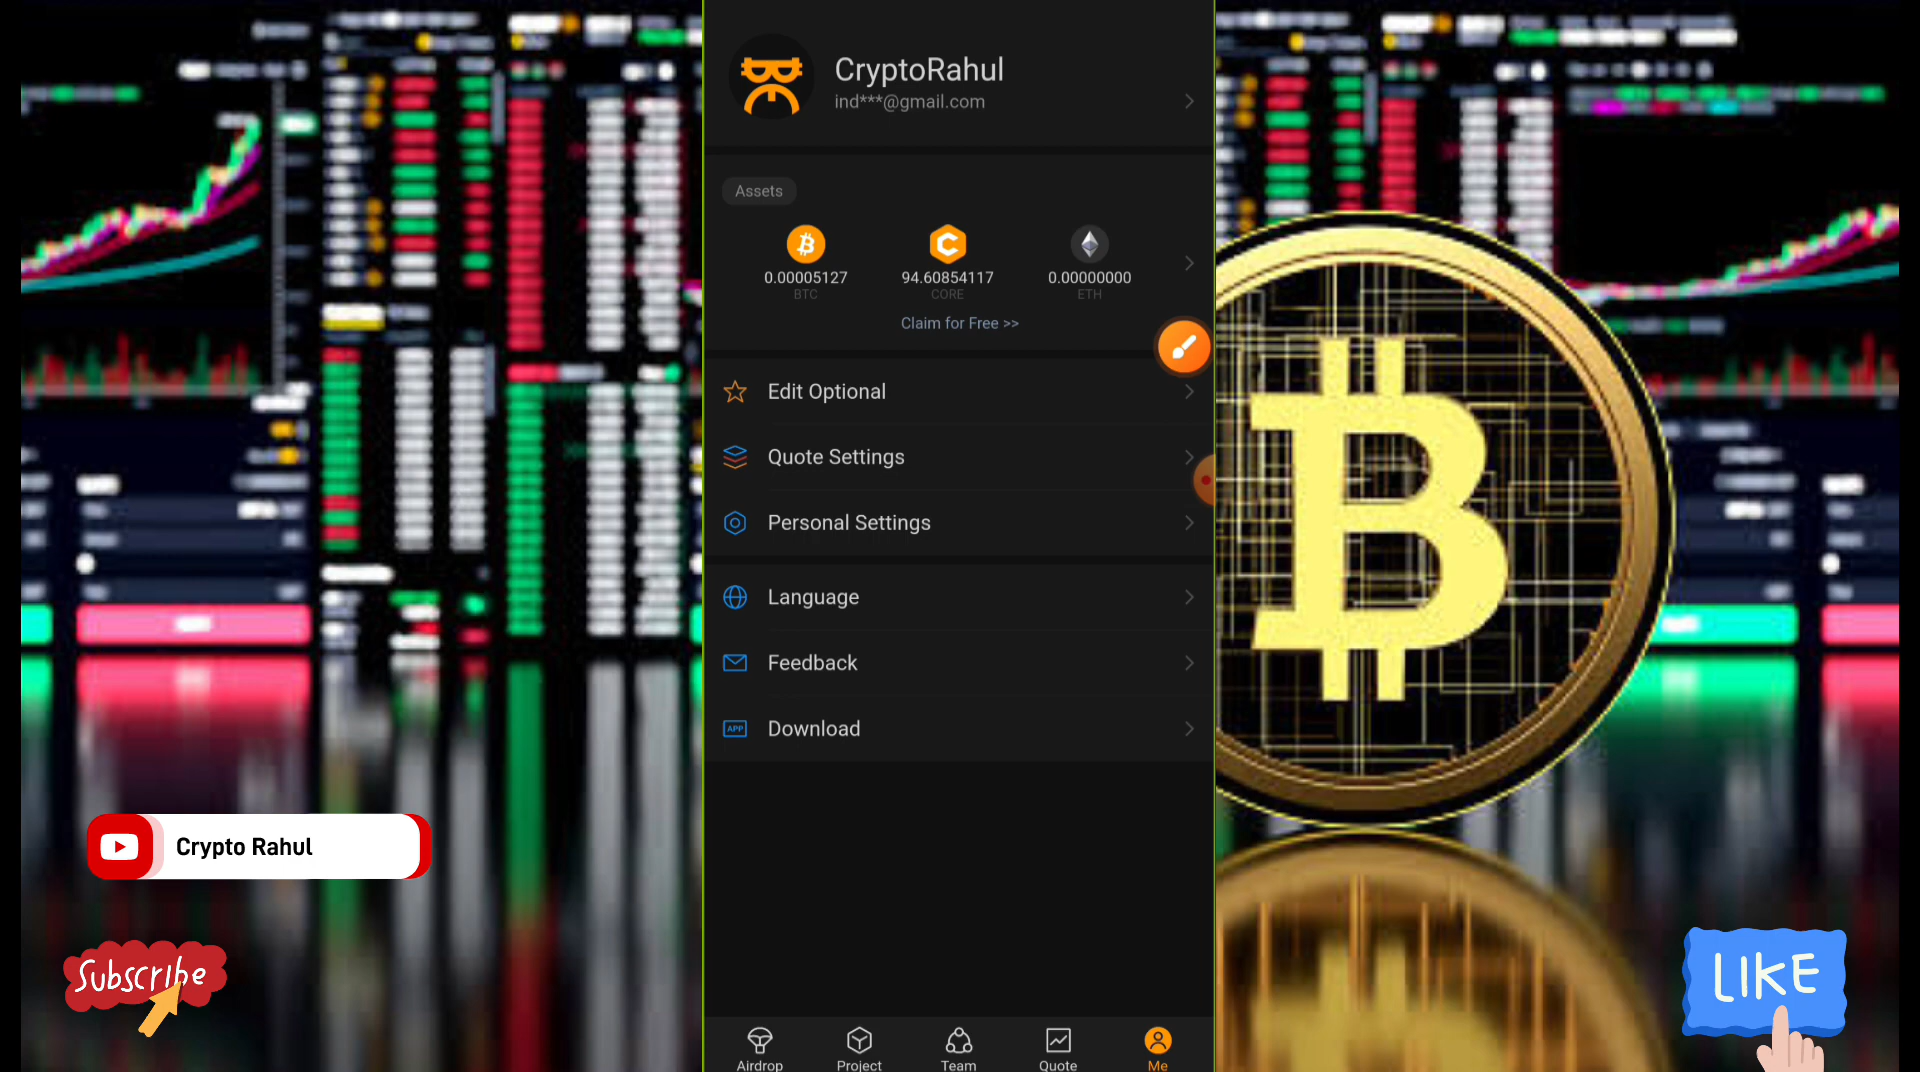 CryptoRahul
ind***@gmail.com
Assets
0.00005127
BTC
94.60854117
CORE
0.00000000
ETH
Claim for Free >>
Edit Optional
Quote Settings
Personal Settings
Language
Feedback
APP
Download
Crypto Rahul
Subscribe
LIKE
Airdrop
Project
Team
Quote
Me